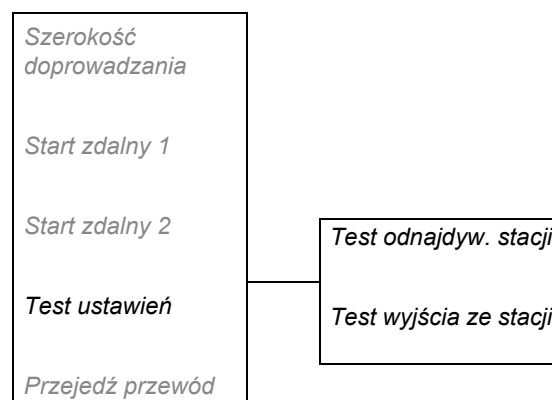 Szerokość
doprowadzania
Start zdalny 1
Start zdalny 2
Test ustawień
Przejedź przewód
Test odnajdyw. stacji
Test wyjścia ze stacji